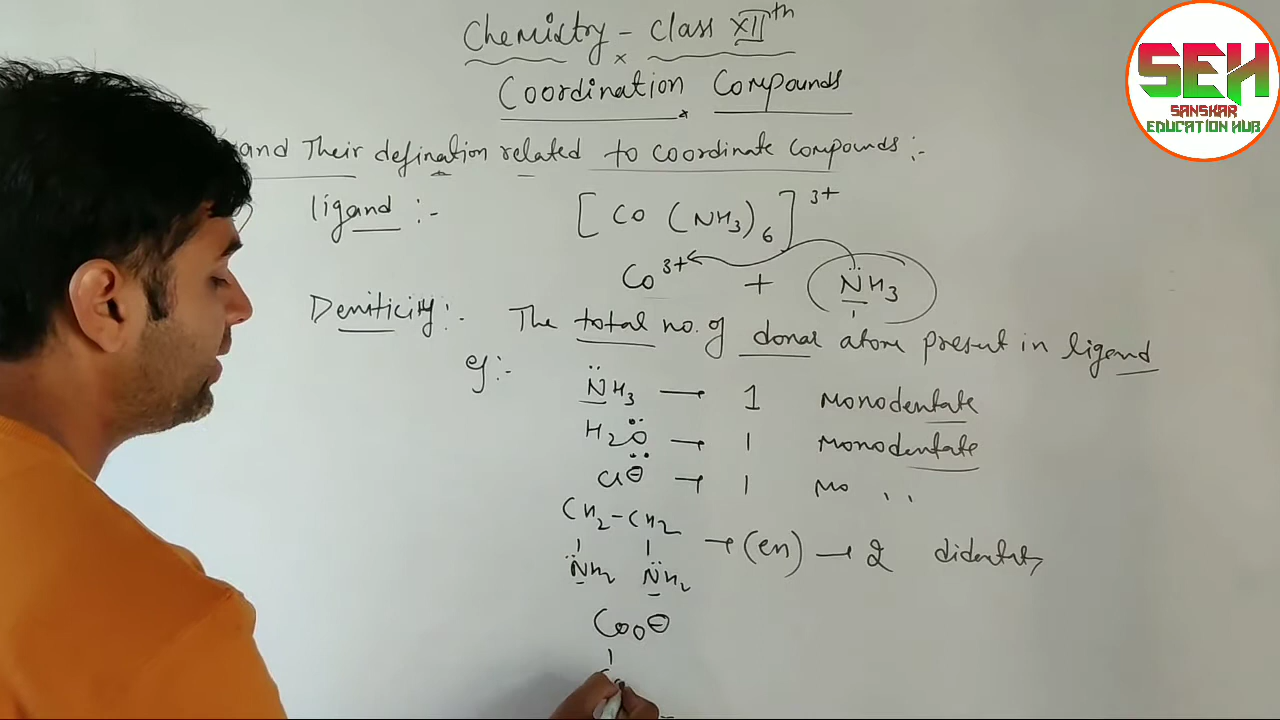 Chemistry - Class XIIth
Coordination Compounds
and Their defination related to coordinate compounds :-
ligand :-
[Co(NH3)6]3+
Co3+ + NH3
Denticity :- The total no. of donar atom present in ligand
eg :-
NH3 → 1 Monodentate
H2O → 1 Monodentate
Cl⊖ → 1 Mo ,,
CH2-CH2
NH2 NH2 → (en) → 2 didentate
Coo⊖
SEH
SANSKAR
EDUCATION HUB